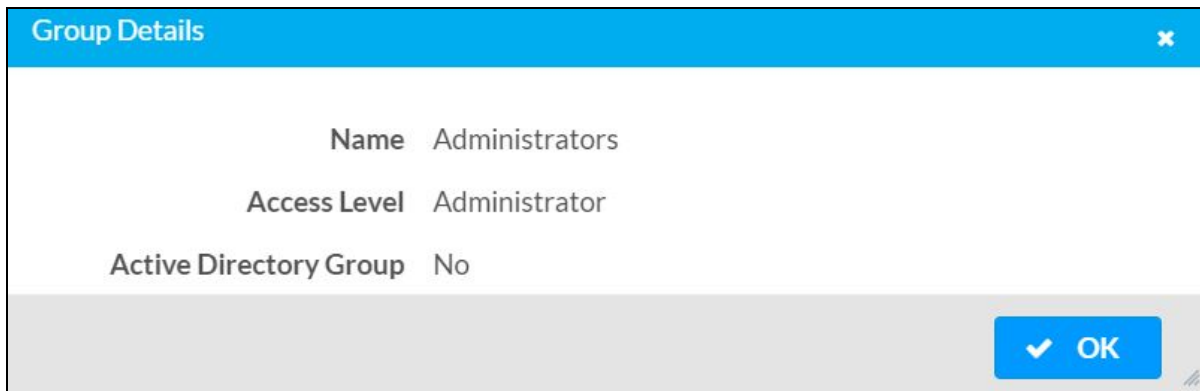 Group Details
Name Administrators
Access Level Administrator
Active Directory Group No
OK